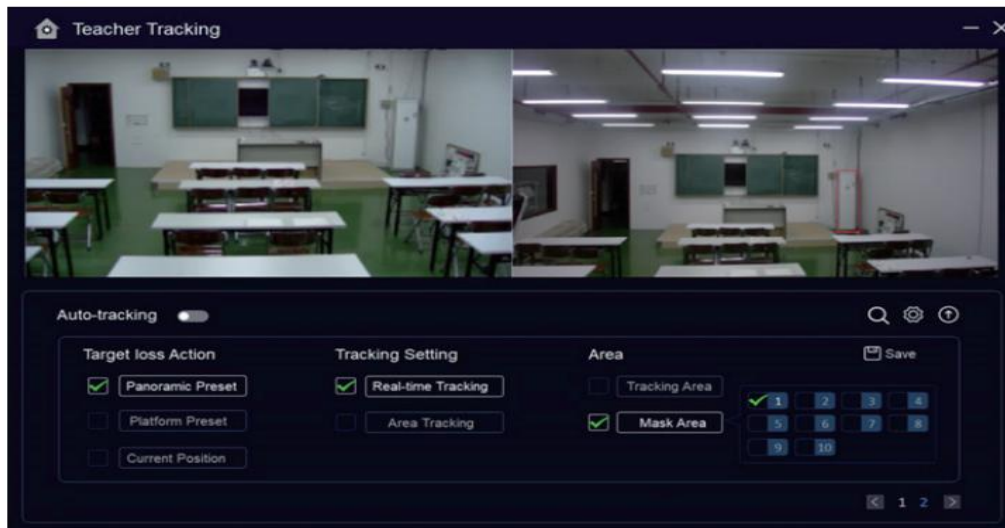 Teacher Tracking
Auto-tracking
Target loss Action Tracking Setting Area Save
Panoramic Preset Real-time Tracking Tracking Area
Platform Preset Area Tracking Mask Area
Current Position
1 2 3 4
5 6 7 8
9 10
1 2